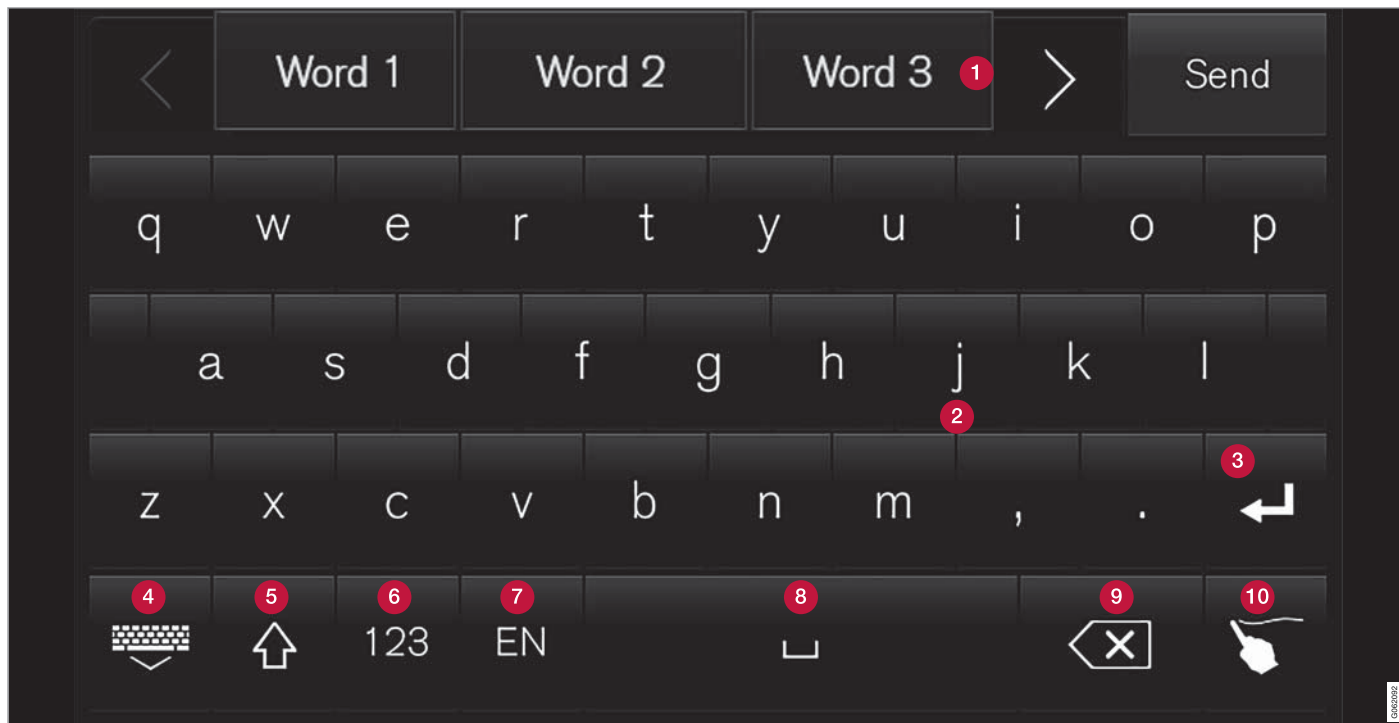 Word 1 Word 2 Word 3 1 Send
q w e r t y u i o p
a s d f g h j k l
2
3
z x c v b n m , .
4 5 6 7 8 9 10
123 EN
G062092